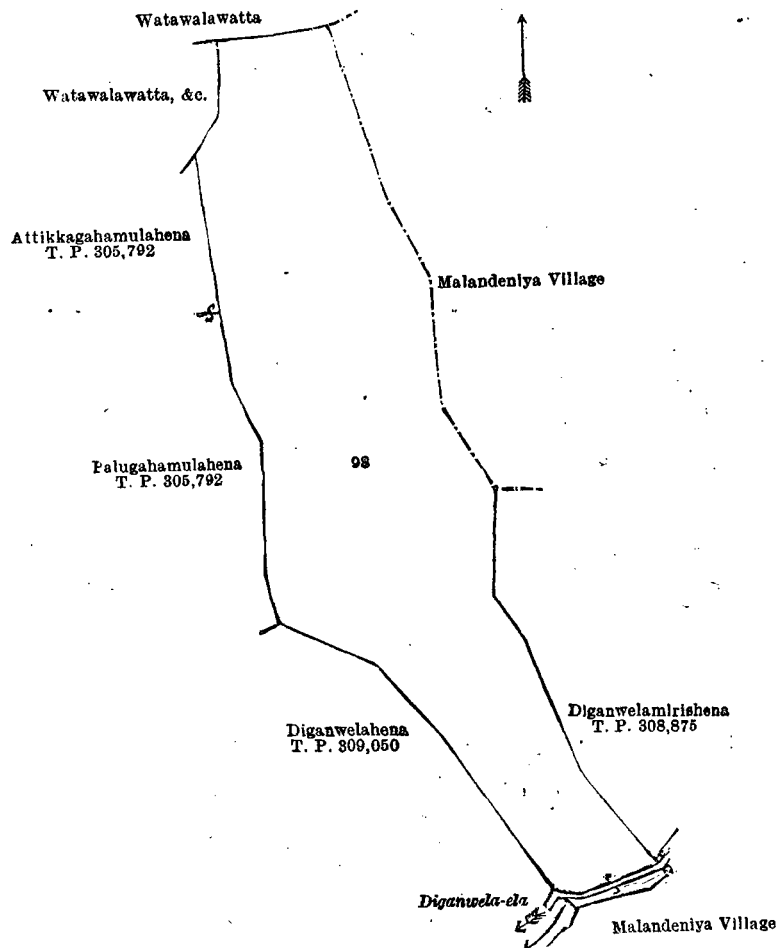 Watawalawatta
Watawalawatta, &c.
Attikkagahamulahena
T. P. 305,792
Malandeniya Village
Palugahamulahena
T. P. 305,792
98
Diganwelamirishena
T. P. 308,875
Diganwelahena
T. P. 309,050
Diganwela-ela
Malandeniya Village